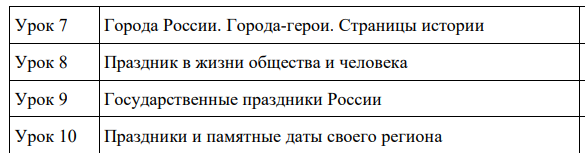 Урок 7 Города России. Города-герои. Страницы истории
Урок 8 Праздник в жизни общества и человека
Урок 9 Государственные праздники России
Урок 10 Праздники и памятные даты своего региона